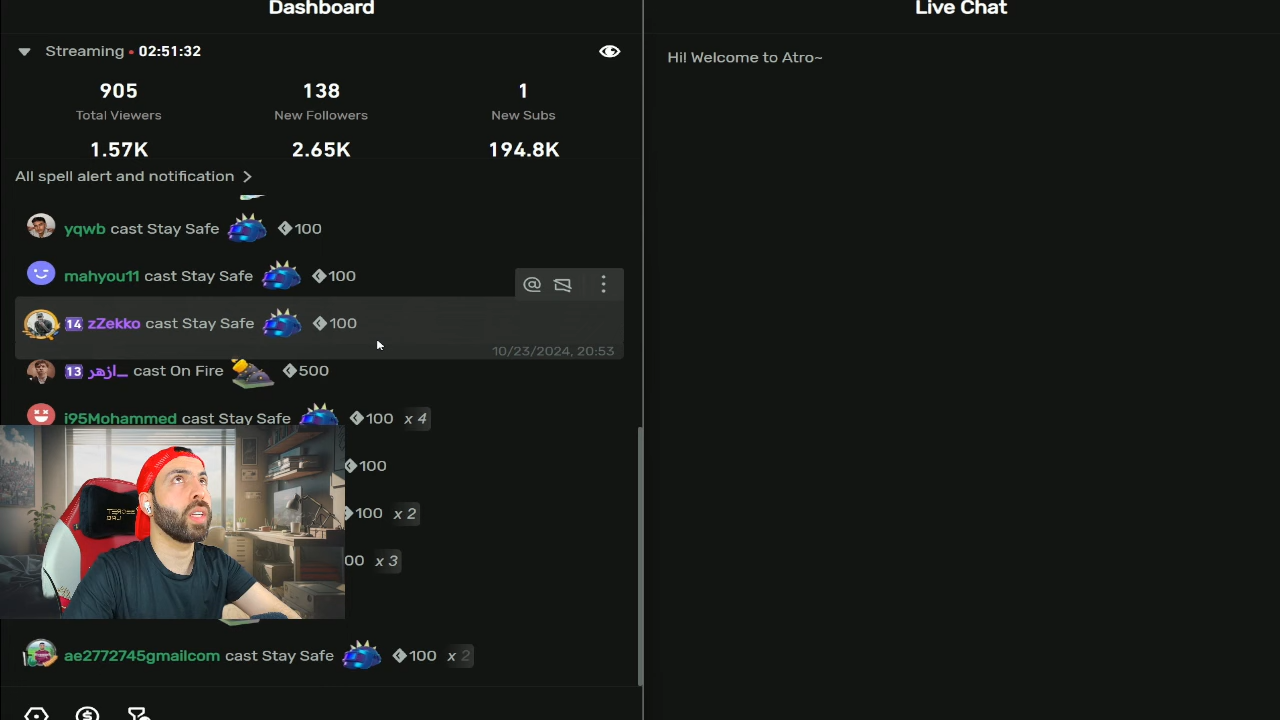 Dashboard
Streaming • 02:51:32
905
Total Viewers
138
New Followers
1
New Subs
1.57K
2.65K
194.8K
All spell alert and notification >
yqwb cast Stay Safe 100
mahyou11 cast Stay Safe 100
14 zZekko cast Stay Safe 100
10/23/2024, 20:53
13 ازهر_ cast On Fire 500
i95Mohammed cast Stay Safe 100 x 4
100
100 x 2
00 x 3
ae2772745gmailcom cast Stay Safe 100 x 2
Live Chat
Hi! Welcome to Atro~